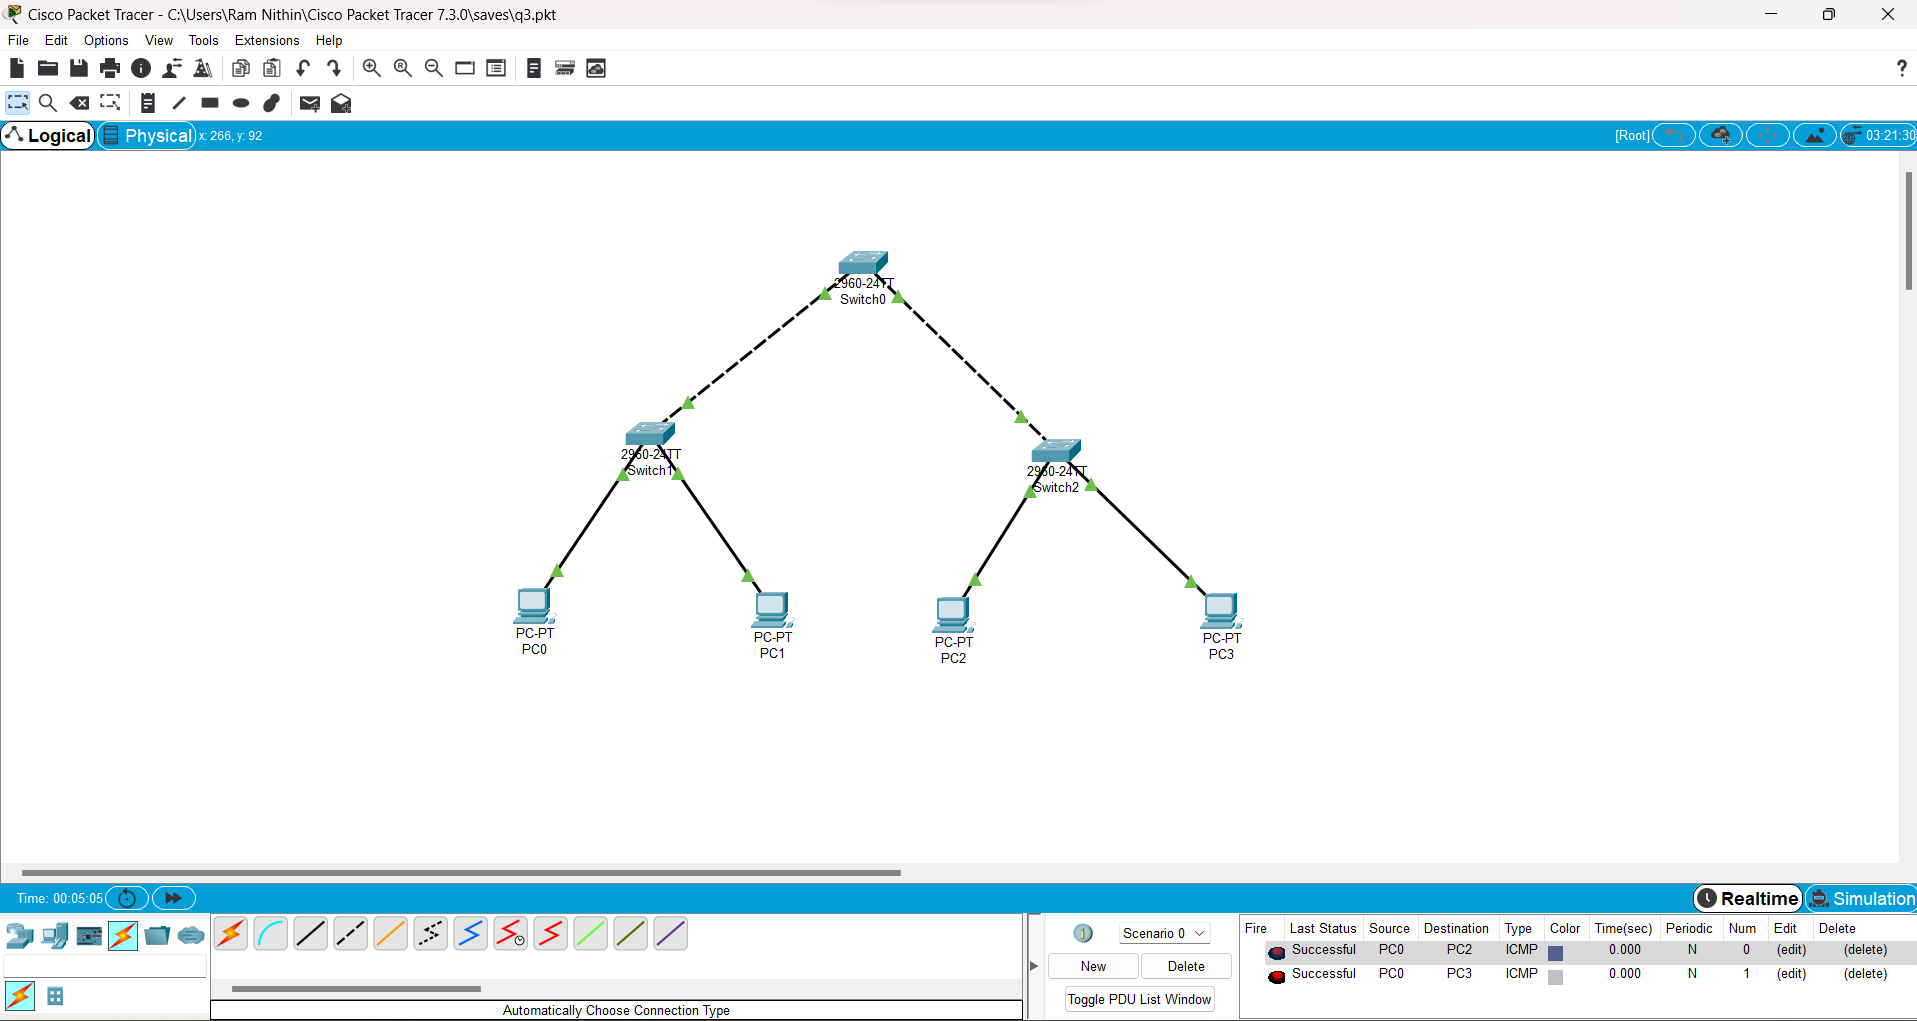 Cisco Packet Tracer - C:\Users\Ram Nithin\Cisco Packet Tracer 7.3.0\saves\q3.pkt
File Edit Options View Tools Extensions Help
?
Logical Physical x: 266, y: 92 [Root] 03:21:30
2960-24TT
Switch0
2960-24TT
Switch1
2960-24TT
Switch2
PC-PT
PC0
PC-PT
PC1
PC-PT
PC2
PC-PT
PC3
Time: 00:05:05 Realtime Simulation
Scenario 0
New Delete
Toggle PDU List Window
Fire Last Status Source Destination Type Color Time(sec) Periodic Num Edit Delete
Successful PC0 PC2 ICMP 0.000 N 0 (edit) (delete)
Successful PC0 PC3 ICMP 0.000 N 1 (edit) (delete)
Automatically Choose Connection Type